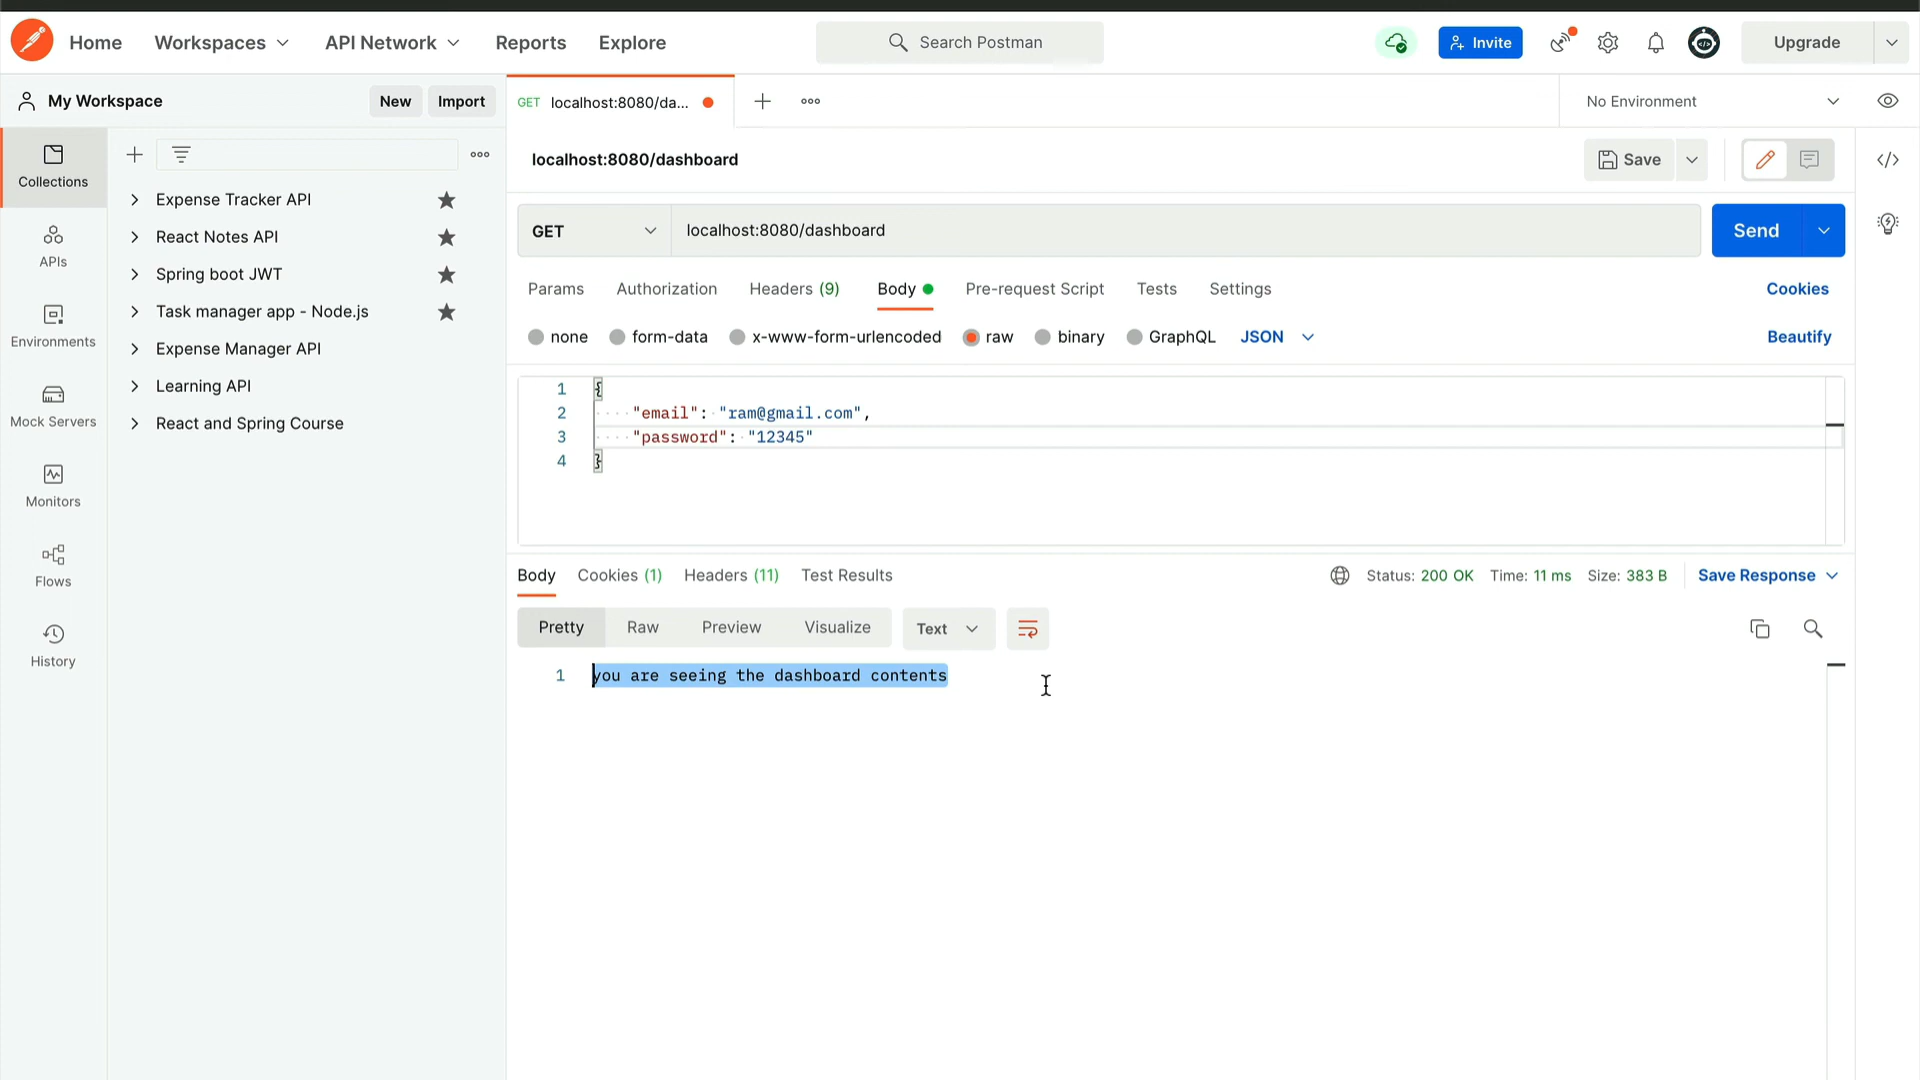 Home
Workspaces
API Network
Reports
Explore
Search Postman
Invite
Upgrade
My Workspace
New
Import
GET localhost:8080/da...
No Environment
Collections
APIs
Environments
Mock Servers
Monitors
Flows
History
Expense Tracker API
React Notes API
Spring boot JWT
Task manager app - Node.js
Expense Manager API
Learning API
React and Spring Course
localhost:8080/dashboard
Save
GET
localhost:8080/dashboard
Send
Params
Authorization
Headers (9)
Body
Pre-request Script
Tests
Settings
Cookies
none
form-data
x-www-form-urlencoded
raw
binary
GraphQL
JSON
Beautify
1 {
2 "email": "ram@gmail.com",
3 "password": "12345"
4 }
Body
Cookies (1)
Headers (11)
Test Results
Status: 200 OK
Time: 11 ms
Size: 383 B
Save Response
Pretty
Raw
Preview
Visualize
Text
1 you are seeing the dashboard contents